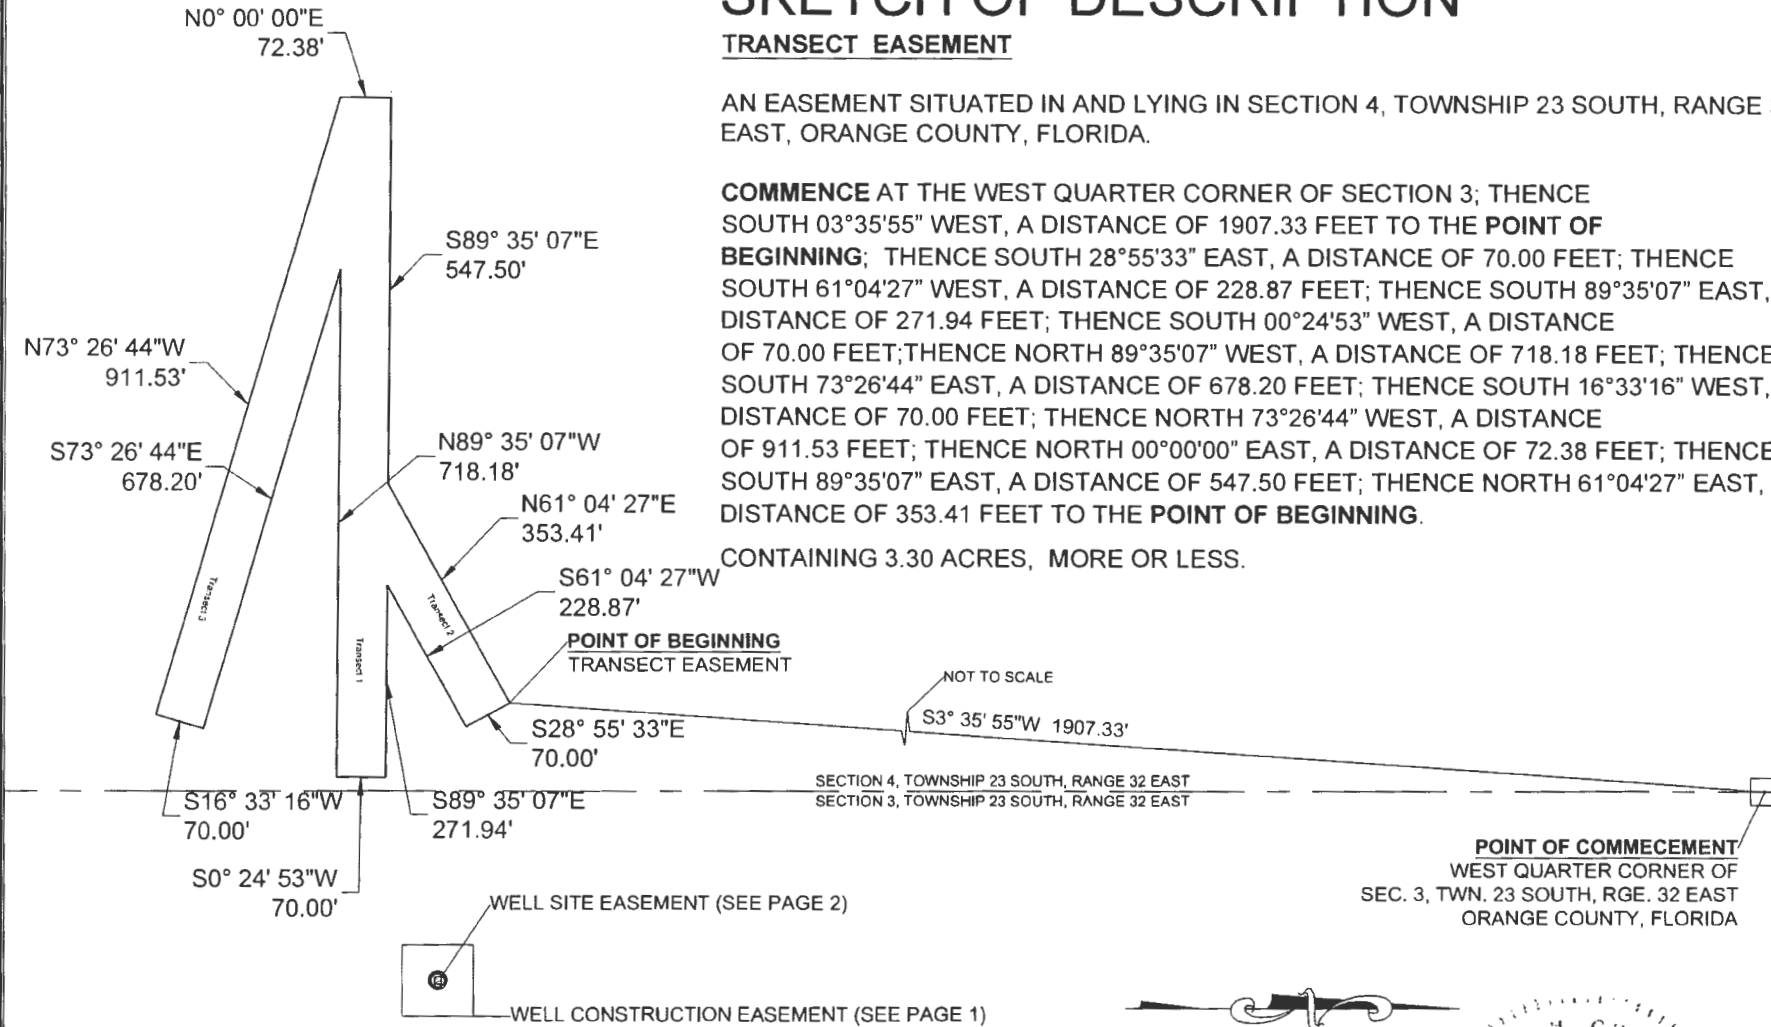 SKETCH OF DESCRIPTION
TRANSECT EASEMENT
AN EASEMENT SITUATED IN AND LYING IN SECTION 4, TOWNSHIP 23 SOUTH, RANGE
EAST, ORANGE COUNTY, FLORIDA.
COMMENCE AT THE WEST QUARTER CORNER OF SECTION 3; THENCE
SOUTH 03°35'55" WEST, A DISTANCE OF 1907.33 FEET TO THE POINT OF
BEGINNING; THENCE SOUTH 28°55'33" EAST, A DISTANCE OF 70.00 FEET; THENCE
SOUTH 61°04'27" WEST, A DISTANCE OF 228.87 FEET; THENCE SOUTH 89°35'07" EAST,
DISTANCE OF 271.94 FEET; THENCE SOUTH 00°24'53" WEST, A DISTANCE
OF 70.00 FEET;THENCE NORTH 89°35'07" WEST, A DISTANCE OF 718.18 FEET; THENCE
SOUTH 73°26'44" EAST, A DISTANCE OF 678.20 FEET; THENCE SOUTH 16°33'16" WEST,
DISTANCE OF 70.00 FEET; THENCE NORTH 73°26'44" WEST, A DISTANCE
OF 911.53 FEET; THENCE NORTH 00°00'00" EAST, A DISTANCE OF 72.38 FEET; THENCE
SOUTH 89°35'07" EAST, A DISTANCE OF 547.50 FEET; THENCE NORTH 61°04'27" EAST,
DISTANCE OF 353.41 FEET TO THE POINT OF BEGINNING.
CONTAINING 3.30 ACRES, MORE OR LESS.
N0° 00' 00"E
72.38'
S89° 35' 07"E
547.50'
N73° 26' 44"W
911.53'
S73° 26' 44"E
678.20'
N89° 35' 07"W
718.18'
N61° 04' 27"E
353.41'
S61° 04' 27"W
228.87'
Transect 3
Transect 1
Transect 2
POINT OF BEGINNING
TRANSECT EASEMENT
NOT TO SCALE
S3° 35' 55"W 1907.33'
S28° 55' 33"E
70.00'
SECTION 4, TOWNSHIP 23 SOUTH, RANGE 32 EAST
SECTION 3, TOWNSHIP 23 SOUTH, RANGE 32 EAST
S16° 33' 16"W
70.00'
S89° 35' 07"E
271.94'
S0° 24' 53"W
70.00'
POINT OF COMMECEMENT
WEST QUARTER CORNER OF
SEC. 3, TWN. 23 SOUTH, RGE. 32 EAST
ORANGE COUNTY, FLORIDA
WELL SITE EASEMENT (SEE PAGE 2)
WELL CONSTRUCTION EASEMENT (SEE PAGE 1)